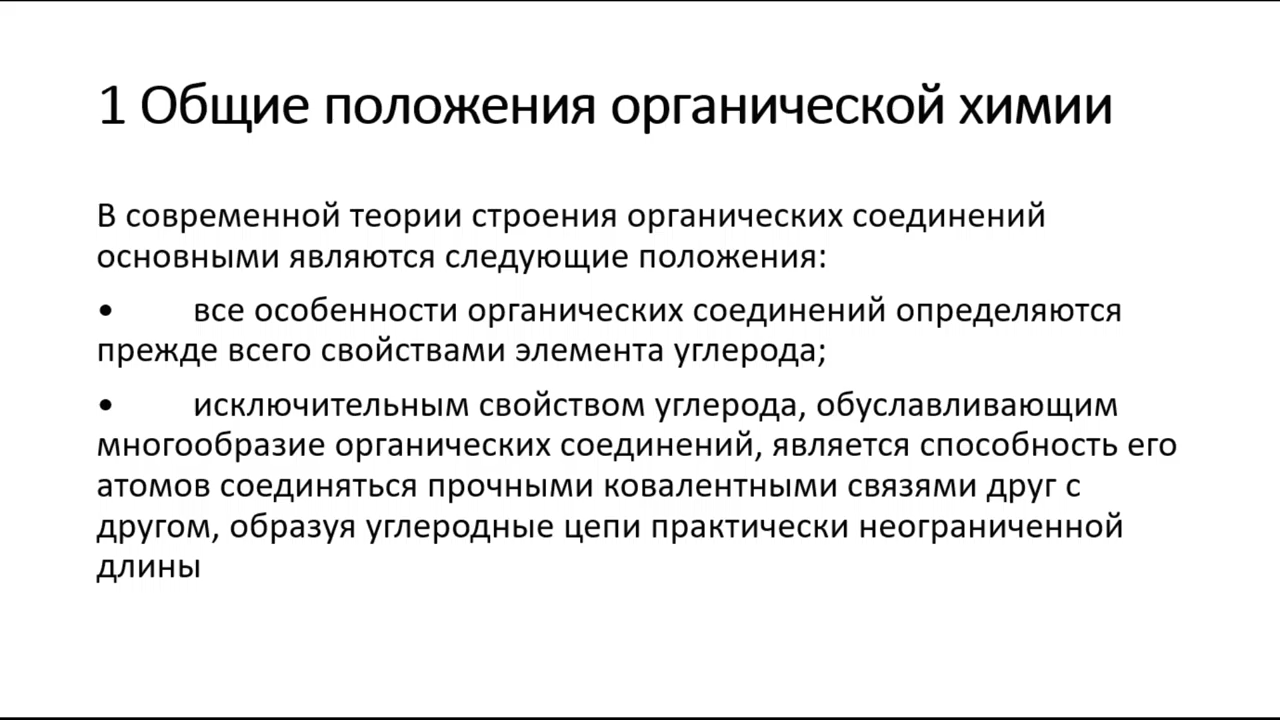 1 Общие положения органической химии
В современной теории строения органических соединений
основными являются следующие положения:
• все особенности органических соединений определяются
прежде всего свойствами элемента углерода;
• исключительным свойством углерода, обуславливающим
многообразие органических соединений, является способность его
атомов соединяться прочными ковалентными связями друг с
другом, образуя углеродные цепи практически неограниченной
длины